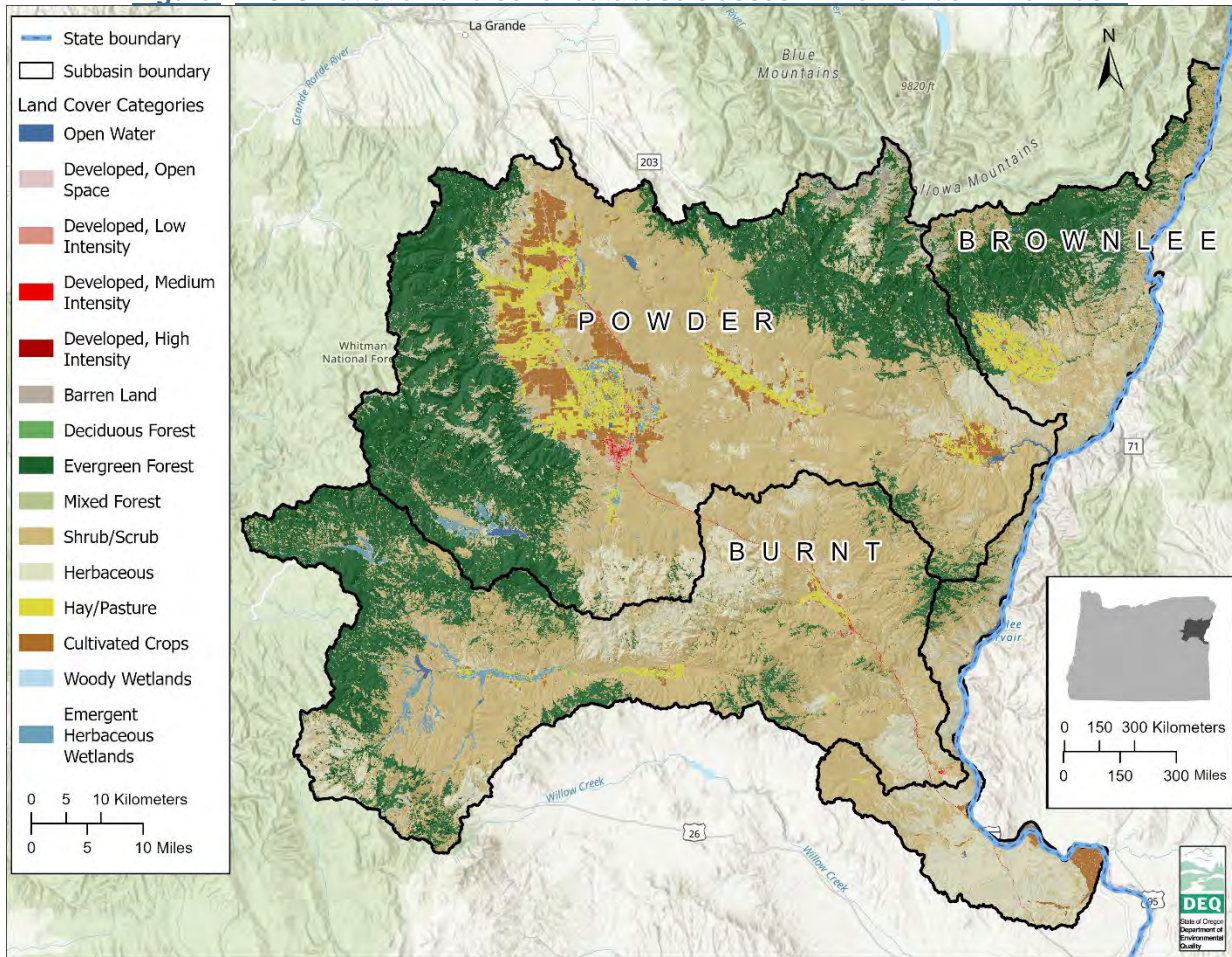 State boundary
Subbasin boundary
Land Cover Categories
Open Water
Developed, Open
Space
Developed, Low
Intensity
Developed, Medium
Intensity
Developed, High
Intensity
Barren Land
Deciduous Forest
Evergreen Forest
Mixed Forest
Shrub/Scrub
Herbaceous
Hay/Pasture
Cultivated Crops
Woody Wetlands
Emergent
Herbaceous
Wetlands
0 5 10 Kilometers
0 5 10 Miles
La Grande
Grande Ronde River
River
Blue
Mountains
9820 ft
N
203
llowa Mountains
BROWNLEE
POWDER
Whitman
National Fore
71
BURNT
lee
rvoir
Willow Creek
26
Willow Creek
95
0 150 300 Kilometers
0 150 300 Miles
DEQ
State of Oregon
Department of
Environmental
Quality